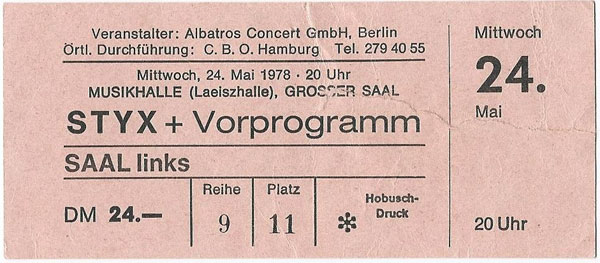 Veranstalter: Albatros Concert GmbH, Berlin
Örtl. Durchführung: C. B. O. Hamburg Tel. 279 40 55
Mittwoch, 24. Mai 1978 · 20 Uhr
MUSIKHALLE (Laeiszhalle), GROSSER SAAL
STYX + Vorprogramm
SAAL links
DM 24.—
Reihe
9
Platz
11
Hobusch-
Druck
*
Mittwoch
24.
Mai
20 Uhr